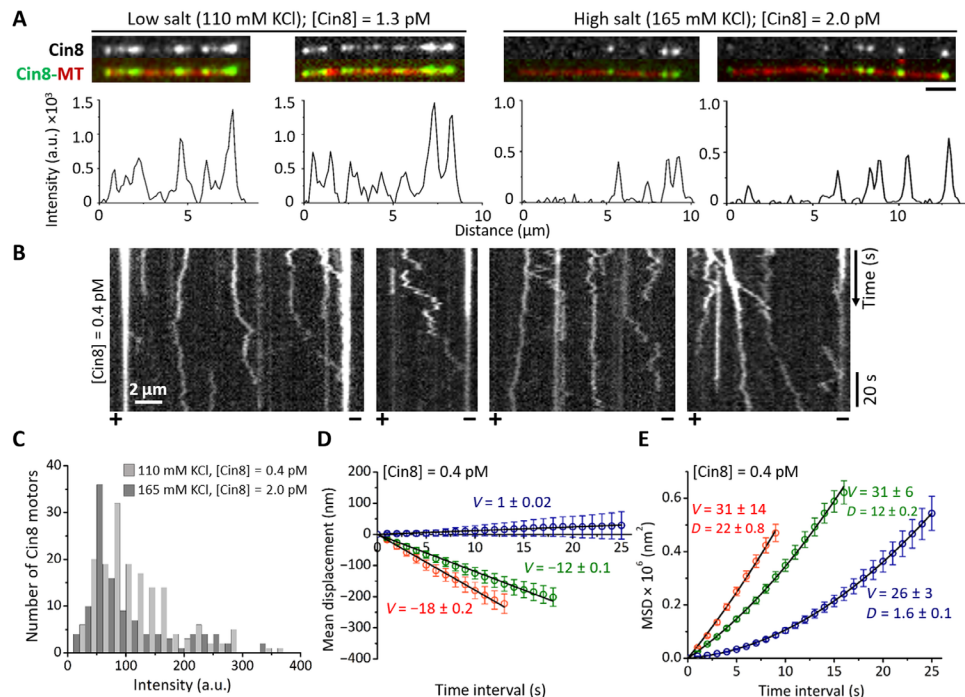 A
Low salt (110 mM KCl); [Cin8] = 1.3 pM
High salt (165 mM KCl); [Cin8] = 2.0 pM
Cin8
Cin8-MT
Intensity (a.u.) ×10³
1.5
1.0
0.5
0
0
5
1.5
1.0
0.5
0
0
5
10
1.0
0.5
0
0
5
10
1.0
0.5
0
0
5
10
Distance (μm)
B
[Cin8] = 0.4 pM
2 μm
+
−
+
−
+
−
+
−
Time (s)
20 s
C
Number of Cin8 motors
40
30
20
10
0
110 mM KCl, [Cin8] = 0.4 pM
165 mM KCl, [Cin8] = 2.0 pM
0
100
200
300
400
Intensity (a.u.)
D
[Cin8] = 0.4 pM
Mean displacement (nm)
100
0
−100
−200
−300
−400
V = 1 ± 0.02
0
5
10
15
20
25
V = −12 ± 0.1
V = −18 ± 0.2
Time interval (s)
E
[Cin8] = 0.4 pM
MSD × 10⁶ (nm²)
0.6
0.4
0.2
0.0
V = 31 ± 14
D = 22 ± 0.8
V = 31 ± 6
D = 12 ± 0.2
V = 26 ± 3
D = 1.6 ± 0.1
0
5
10
15
20
25
Time interval (s)